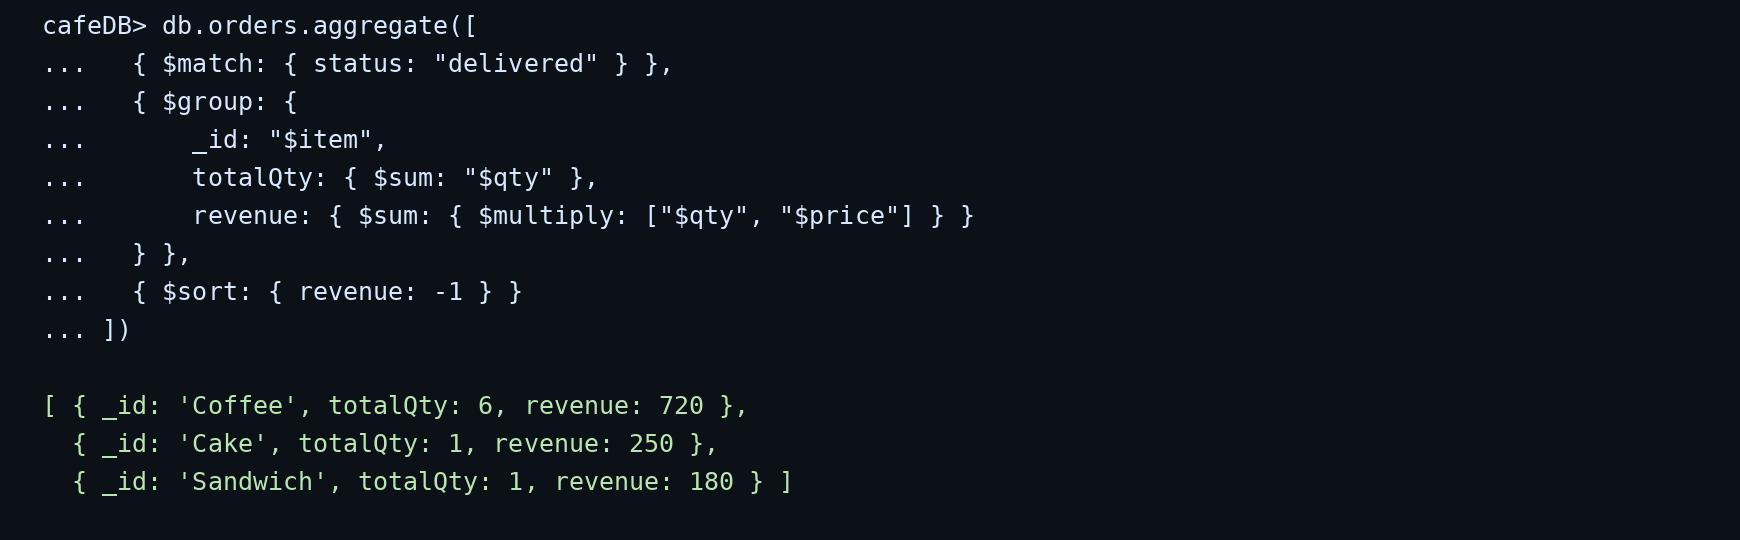 cafeDB> db.orders.aggregate([
...   { $match: { status: "delivered" } },
...   { $group: {
...       _id: "$item",
...       totalQty: { $sum: "$qty" },
...       revenue: { $sum: { $multiply: ["$qty", "$price"] } }
...   } },
...   { $sort: { revenue: -1 } }
... ])

[ { _id: 'Coffee', totalQty: 6, revenue: 720 },
  { _id: 'Cake', totalQty: 1, revenue: 250 },
  { _id: 'Sandwich', totalQty: 1, revenue: 180 } ]